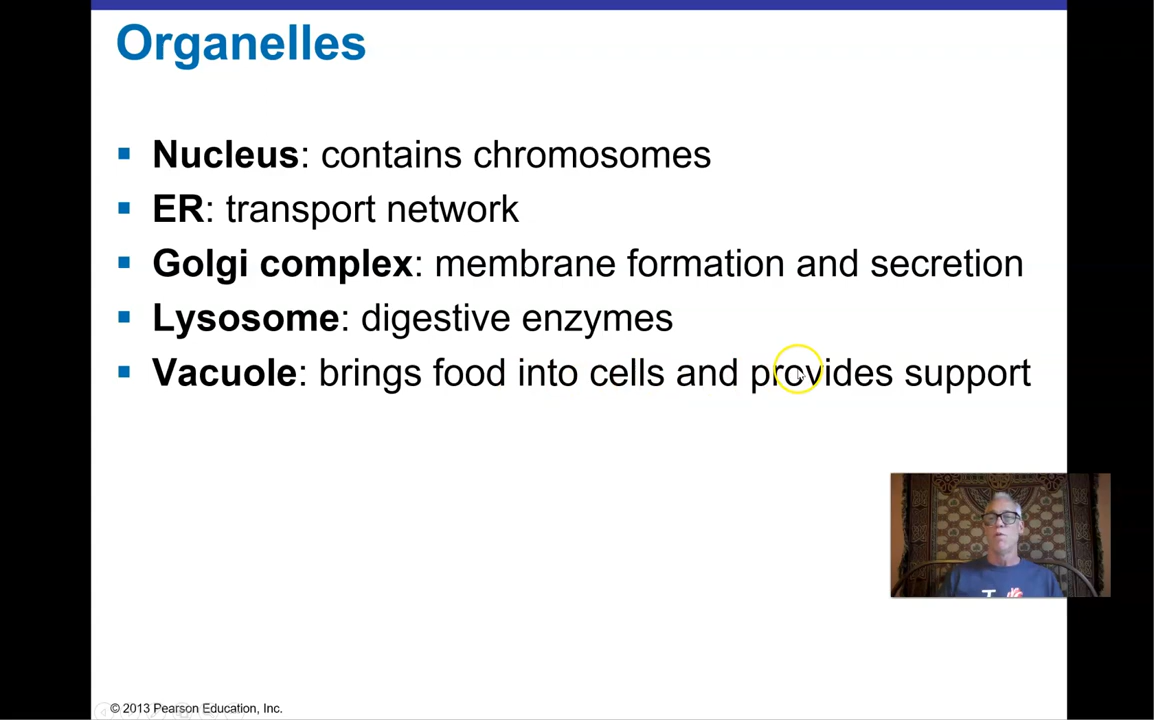 Organelles
Nucleus: contains chromosomes
ER: transport network
Golgi complex: membrane formation and secretion
Lysosome: digestive enzymes
Vacuole: brings food into cells and provides support
© 2013 Pearson Education, Inc.